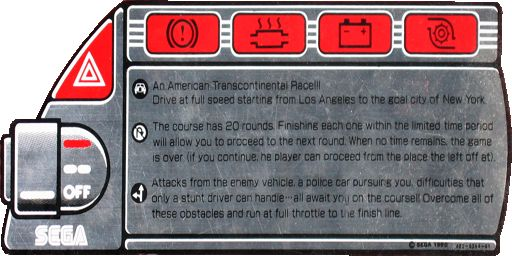 An American Transcontinental Race!!!
Drive at full speed starting from Los Angeles to the goal city of New York.
The course has 20 rounds. Finishing each one within the limited time period
will allow you to proceed to the next round. When no time remains, the game
is over (if you continue, he player can proceed from the place the left off at).
Attacks from the enemy vehicle, a police car pursuing you, difficulties that
only a stunt driver can handle…all await you on the course!! Overcome all of
these obstacles and run at full throttle to the finish line.
OFF
SEGA
© SEGA 1990